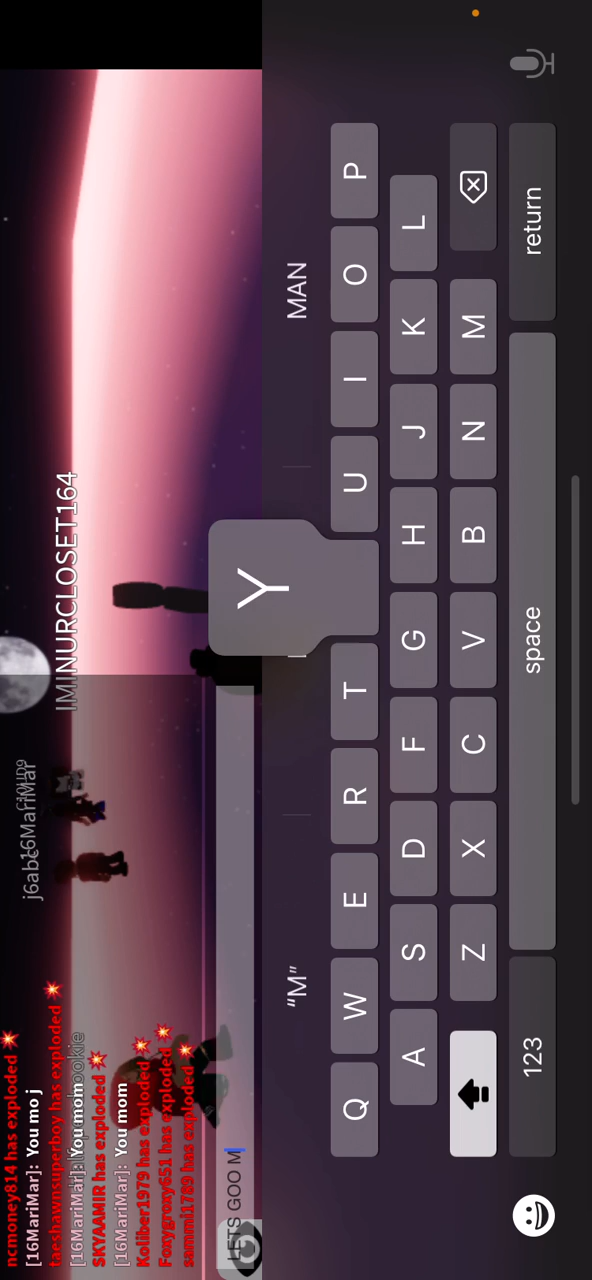 ncmoney814 has exploded 💥
[16MariMar]: You mo j
taeshawnsuperboy has exploded 💥
[16MariMar]: You mom
SKYAAMIR has exploded 💥
[16MariMar]: You mom
Koliber1979 has exploded 💥
Foxygrony651 has exploded 💥
sammi1789 has exploded 💥
16MariMar
IMINURCLOSET164
LETS GOO M
“M”
MAN
Q W E R T Y U I O P
A S D F G H J K L
Z X C V B N M
123 space return